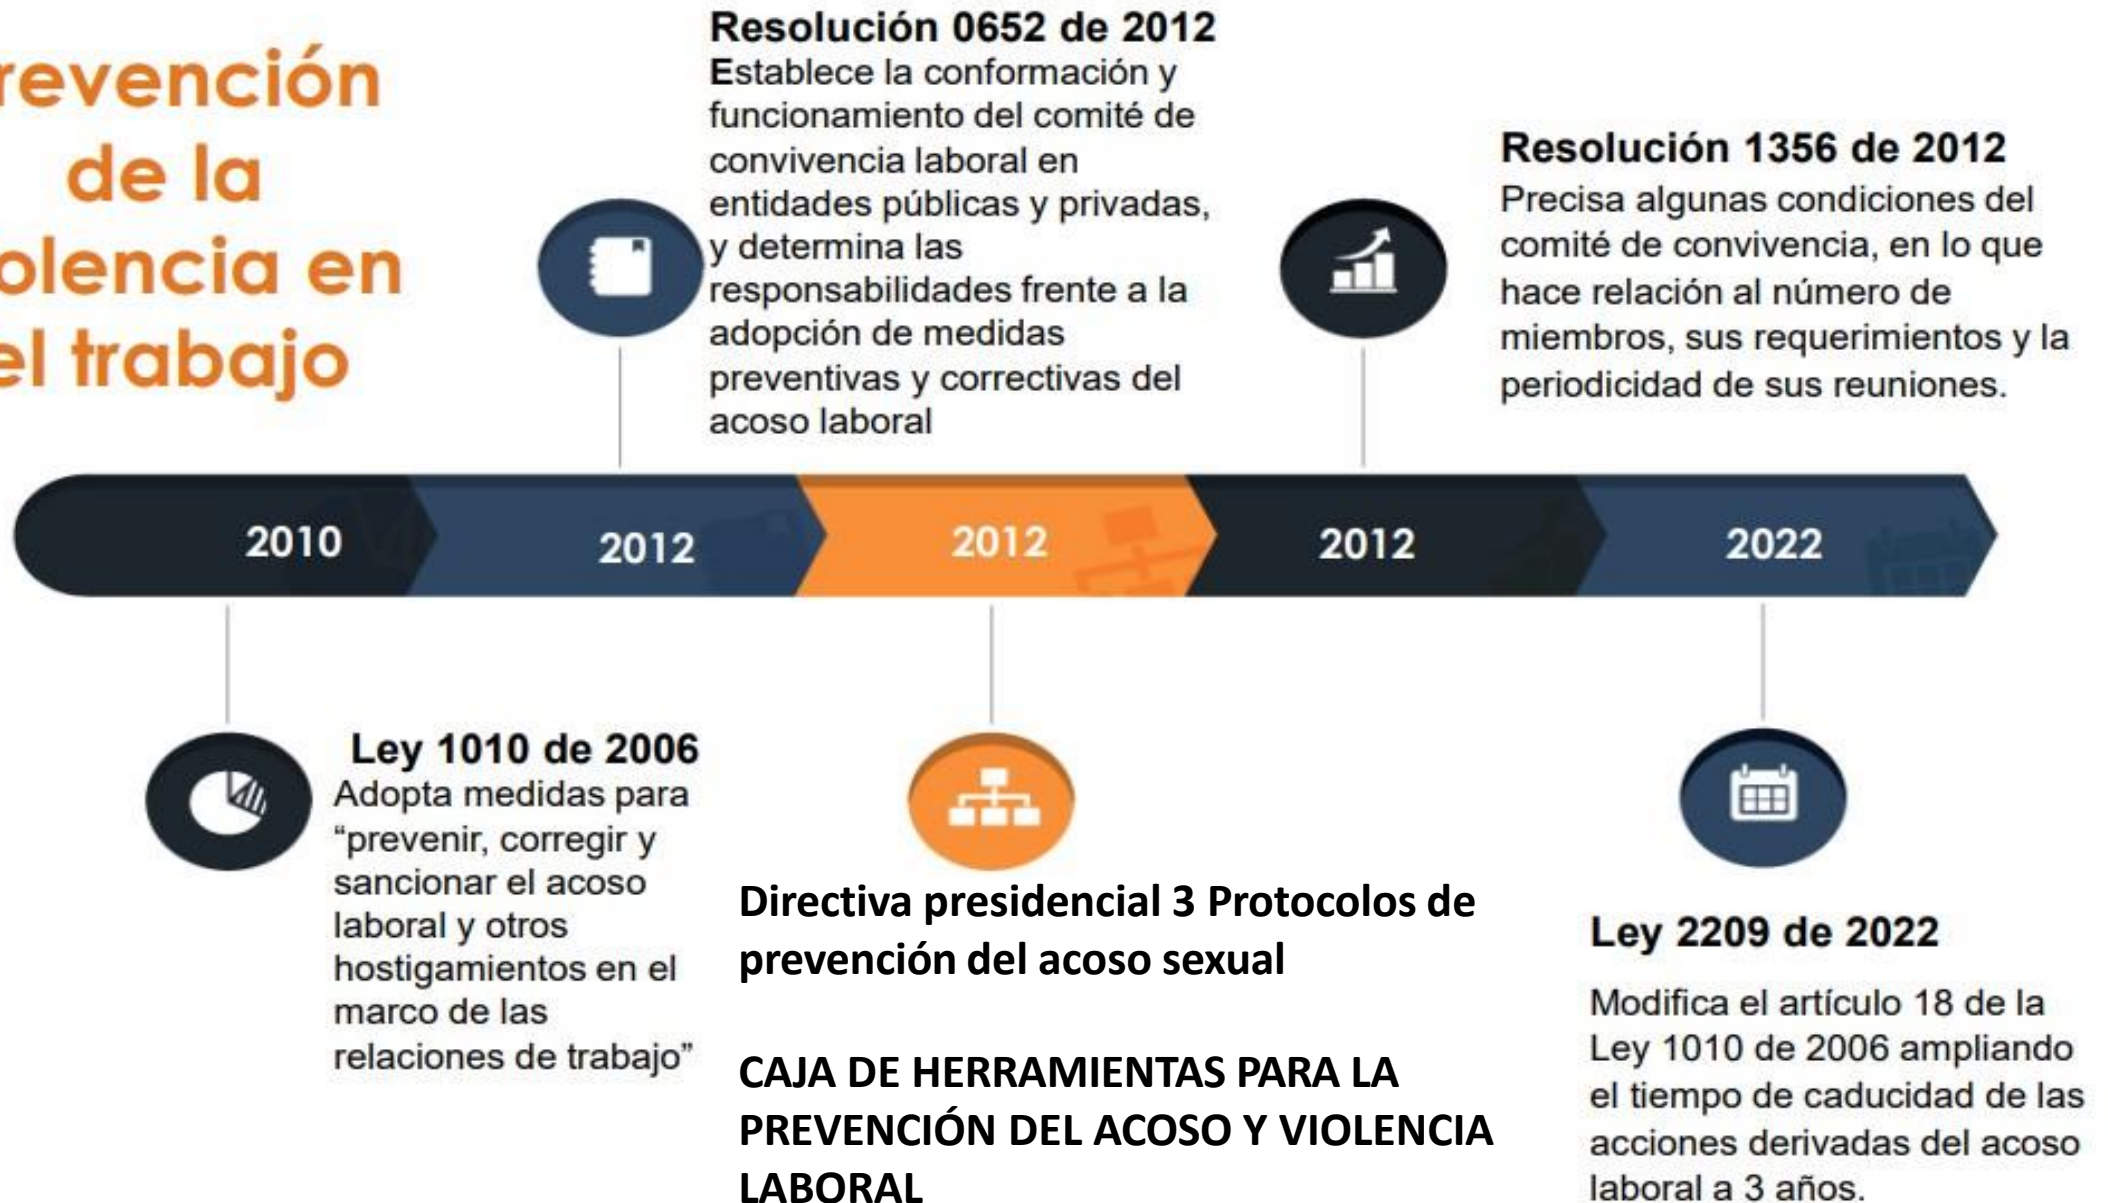 revención
de la
olencia en
el trabajo
Resolución 0652 de 2012
Establece la conformación y
funcionamiento del comité de
convivencia laboral en
entidades públicas y privadas,
y determina las
responsabilidades frente a la
adopción de medidas
preventivas y correctivas del
acoso laboral
Resolución 1356 de 2012
Precisa algunas condiciones del
comité de convivencia, en lo que
hace relación al número de
miembros, sus requerimientos y la
periodicidad de sus reuniones.
2010
2012
2012
2012
2022
Ley 1010 de 2006
Adopta medidas para
“prevenir, corregir y
sancionar el acoso
laboral y otros
hostigamientos en el
marco de las
relaciones de trabajo”
Directiva presidencial 3 Protocolos de
prevención del acoso sexual
CAJA DE HERRAMIENTAS PARA LA
PREVENCIÓN DEL ACOSO Y VIOLENCIA
LABORAL
Ley 2209 de 2022
Modifica el artículo 18 de la
Ley 1010 de 2006 ampliando
el tiempo de caducidad de las
acciones derivadas del acoso
laboral a 3 años.